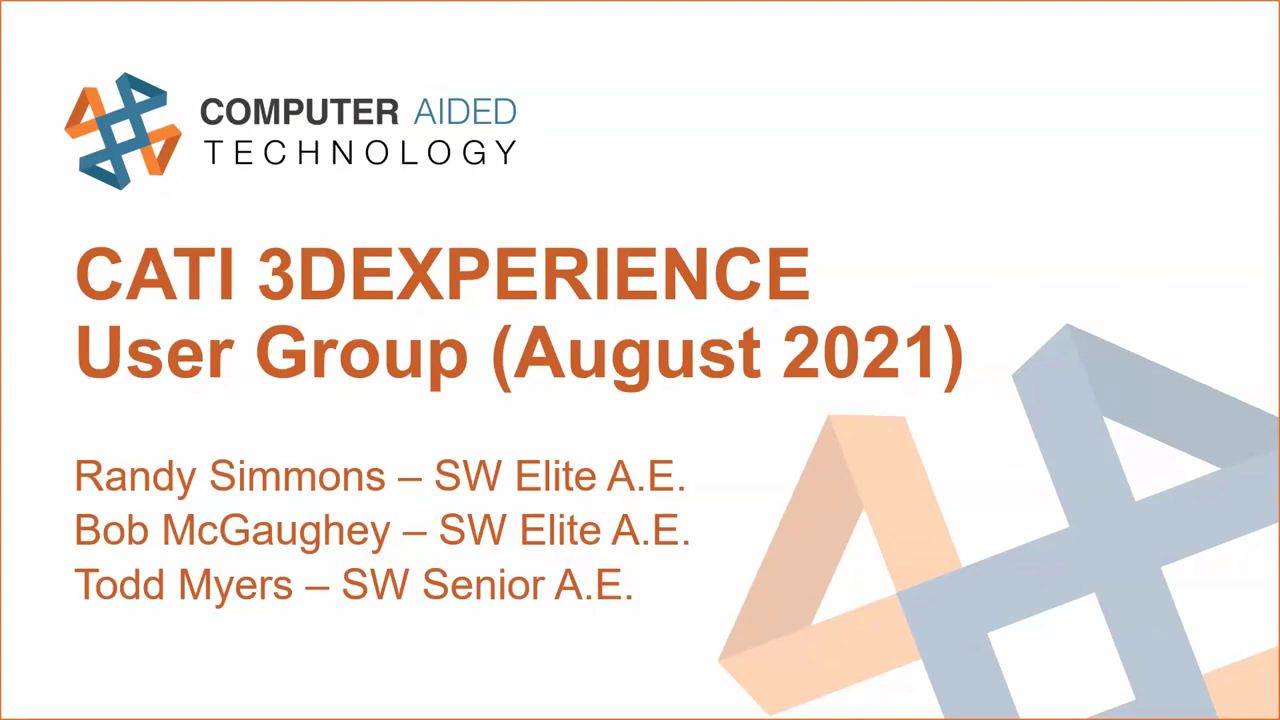 COMPUTER AIDED
TECHNOLOGY
CATI 3DEXPERIENCE
User Group (August 2021)
Randy Simmons – SW Elite A.E.
Bob McGaughey – SW Elite A.E.
Todd Myers – SW Senior A.E.